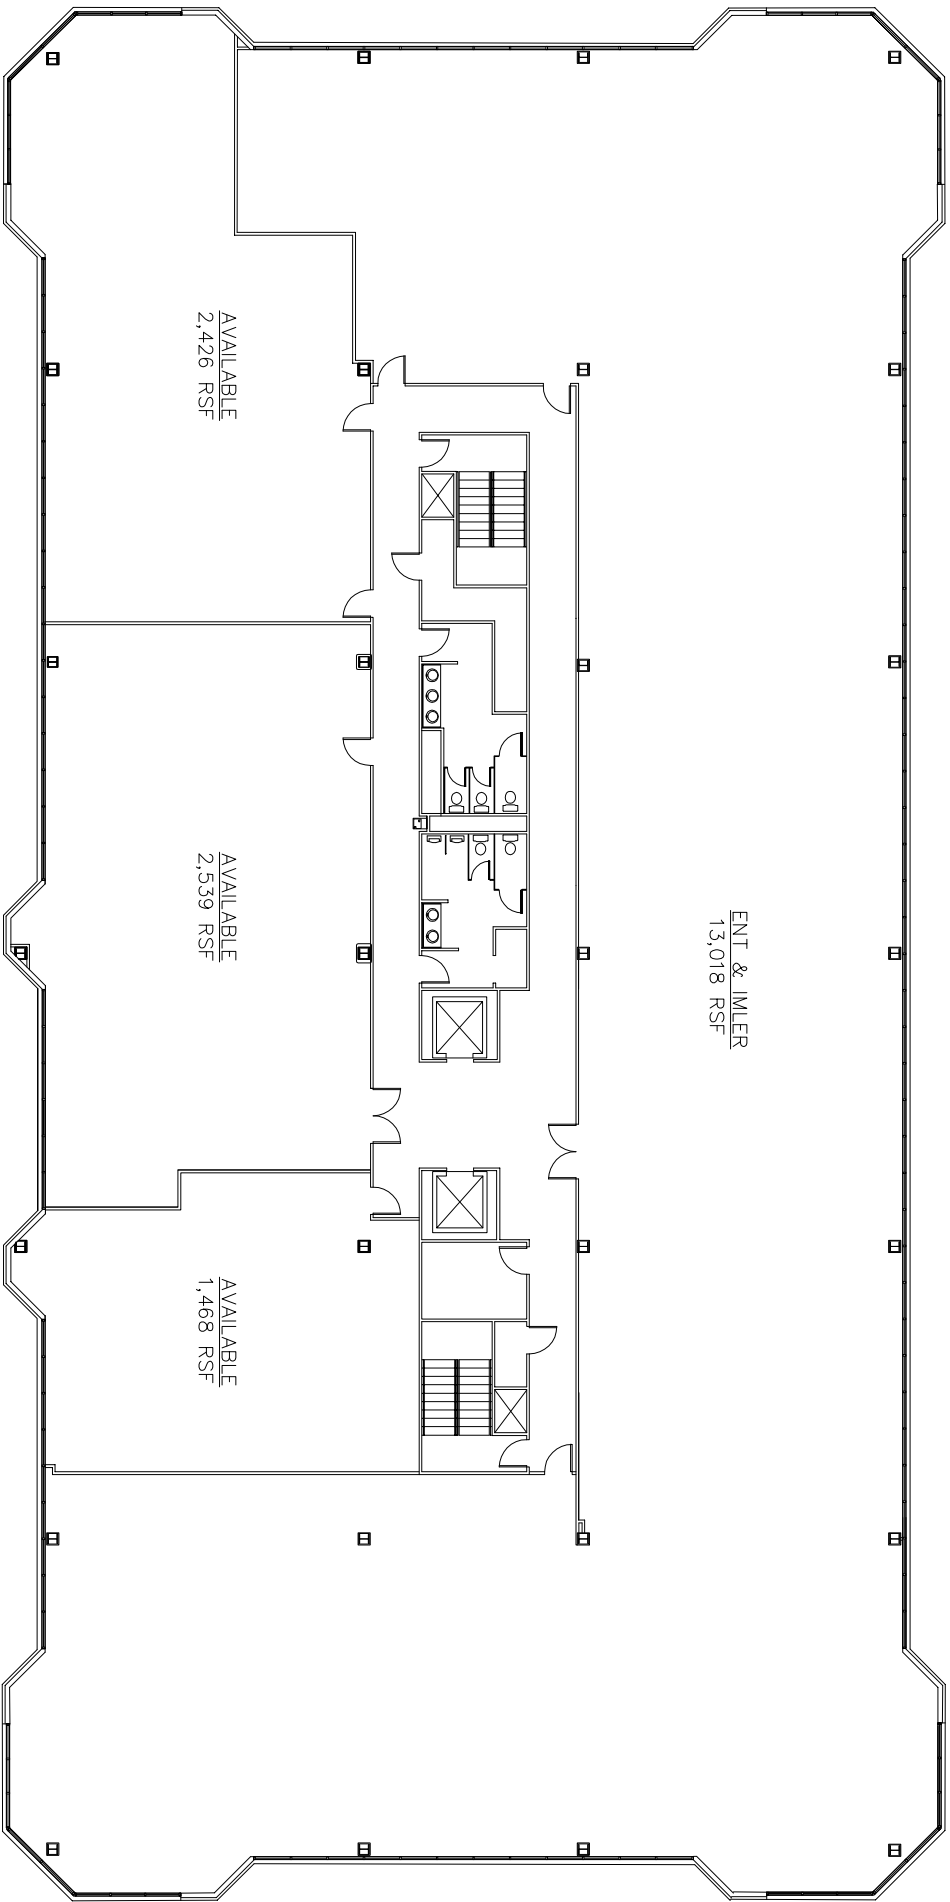 AVAILABLE
2,426 RSF
AVAILABLE
2,539 RSF
ENT & IMLER
13,018 RSF
AVAILABLE
1,468 RSF